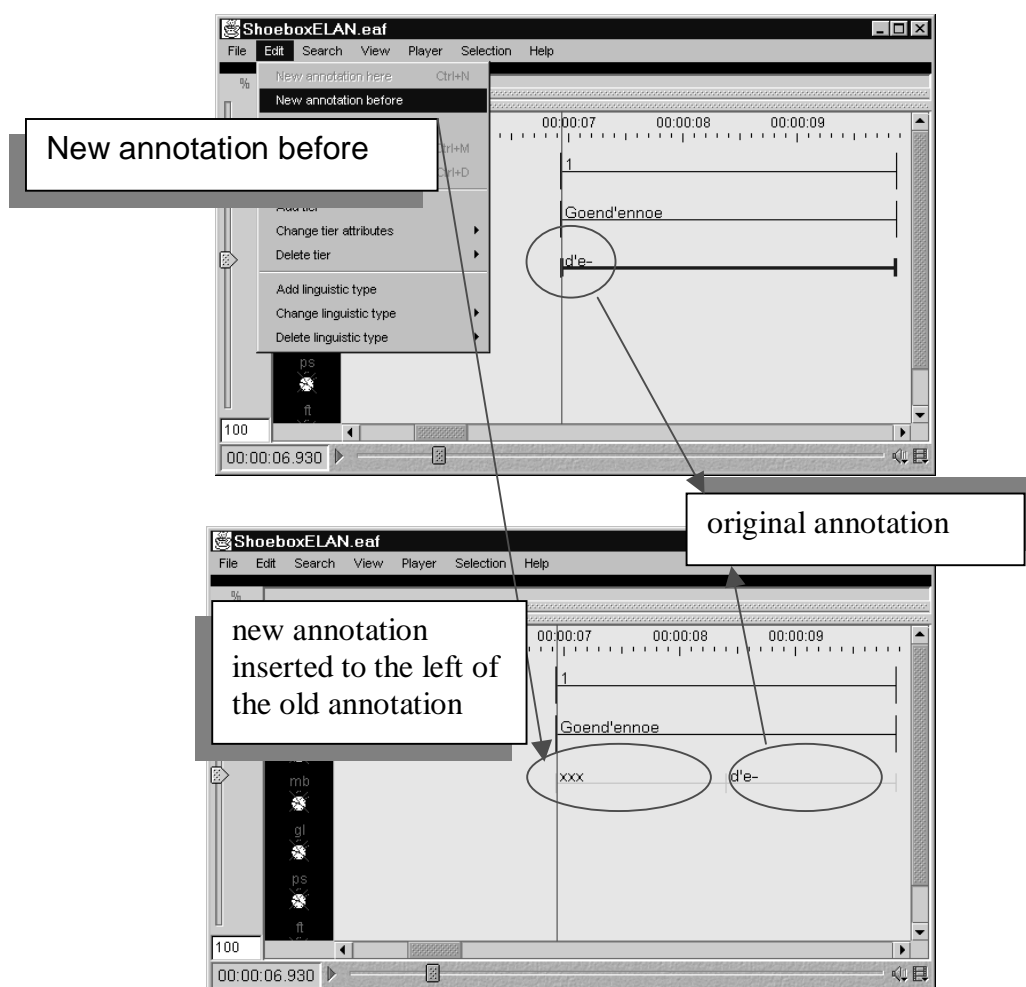 ShoeboxELAN.eaf
File Edit Search View Player Selection Help
%
New annotation here Ctrl+N
New annotation before
New annotation before
Ctrl+M
Ctrl+D
Add tier
Change tier attributes
Delete tier
Add linguistic type
Change linguistic type
Delete linguistic type
00:00:07 00:00:08 00:00:09
1
Goend'ennoe
d'e-
ps
ft
100
00:00:06.930
original annotation
ShoeboxELAN.eaf
File Edit Search View Player Selection Help
%
new annotation
inserted to the left of
the old annotation
00:00:07 00:00:08 00:00:09
1
Goend'ennoe
xxx d'e-
mb
gl
ps
ft
100
00:00:06.930